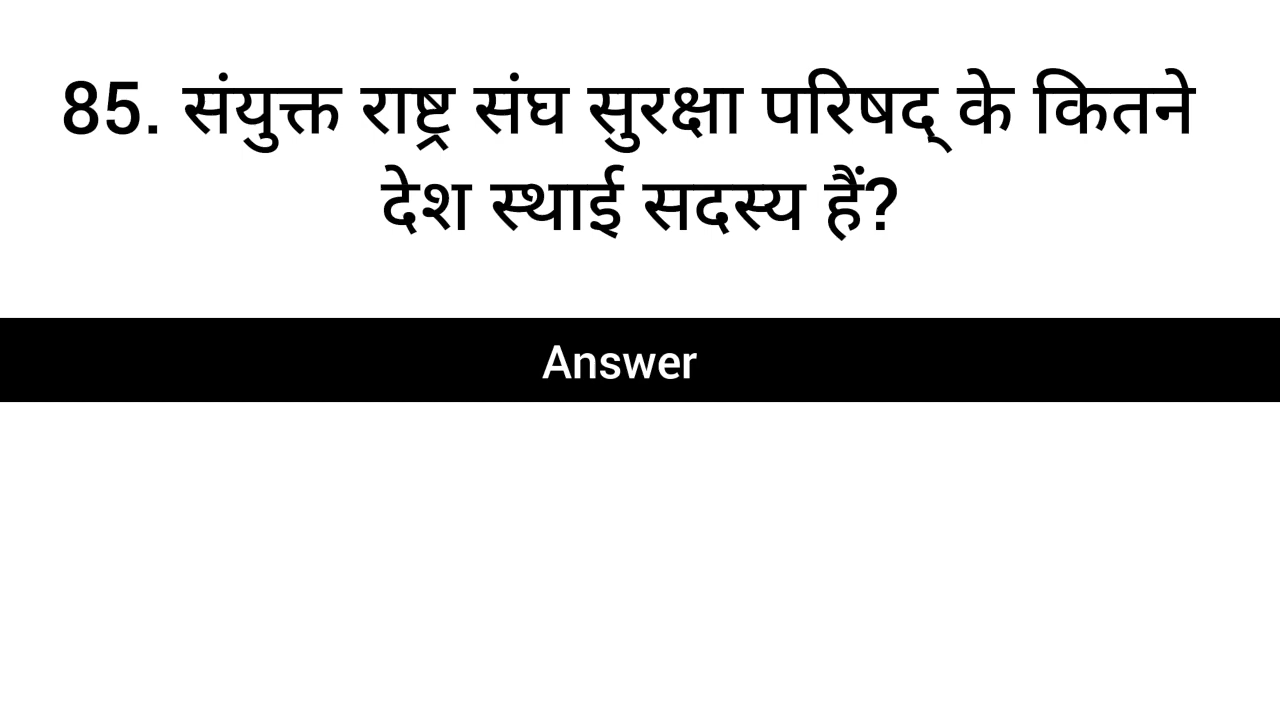 85. संयुक्त राष्ट्र संघ सुरक्षा परिषद् के कितने
देश स्थाई सदस्य हैं?
Answer